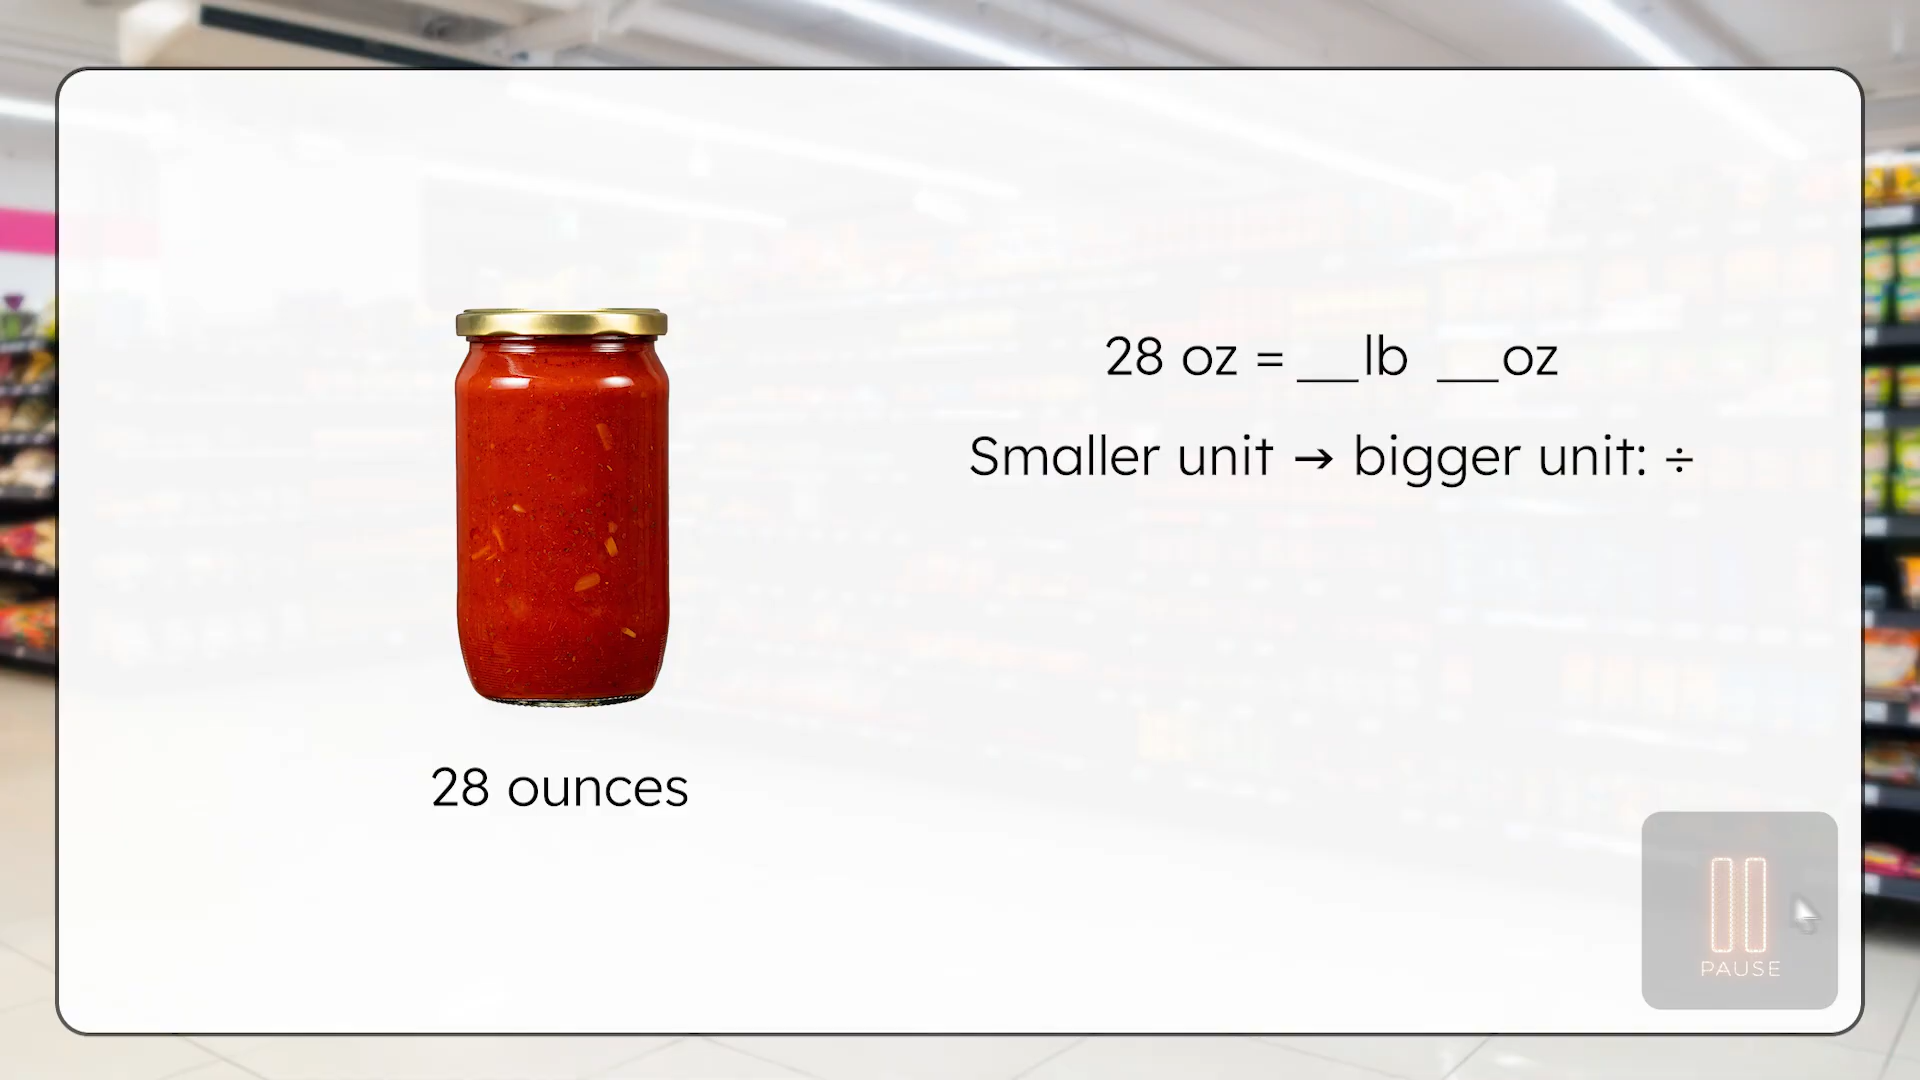 28 oz = __lb __oz
Smaller unit → bigger unit: ÷
28 ounces
PAUSE